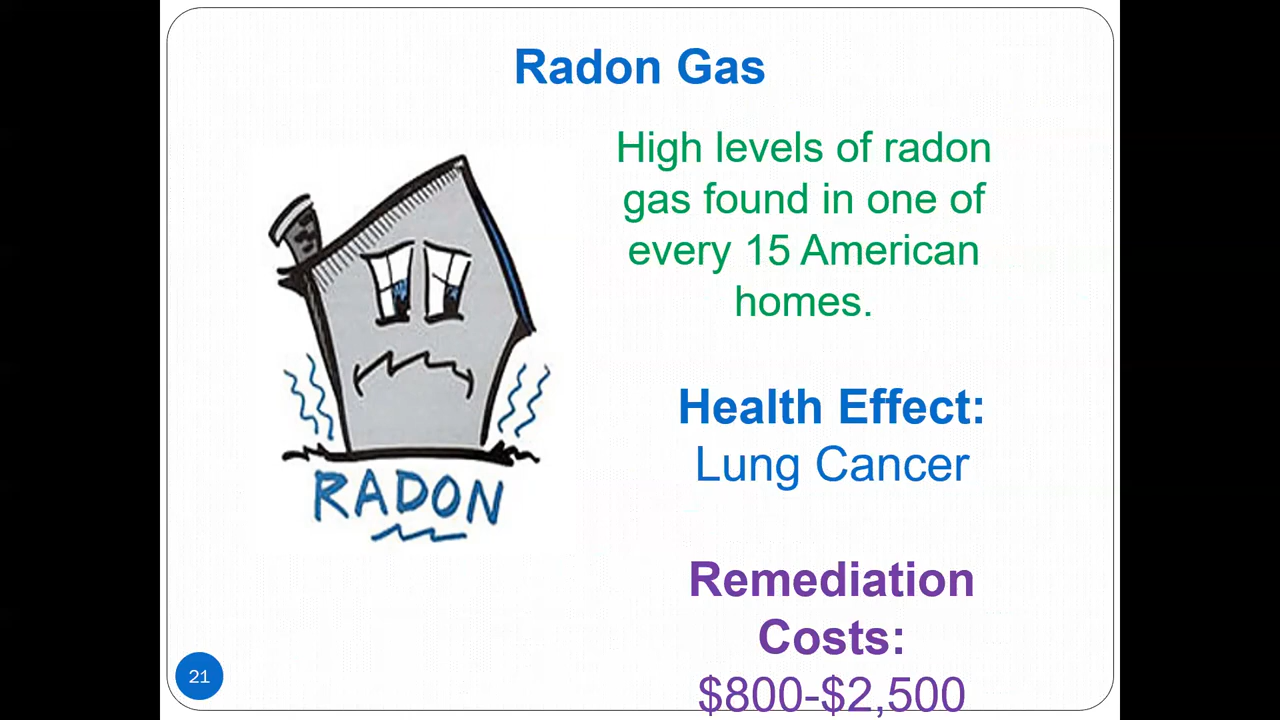 Radon Gas
High levels of radon
gas found in one of
every 15 American
homes.
Health Effect:
Lung Cancer
RADON
Remediation
Costs:
$800-$2,500
21